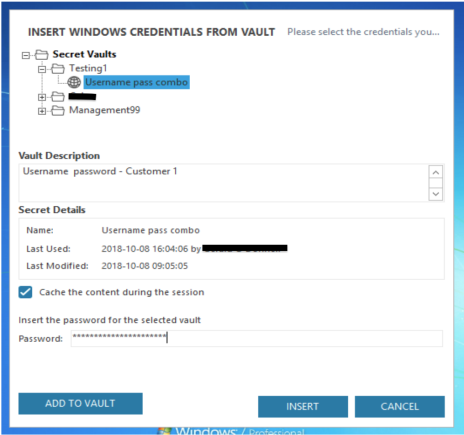 INSERT WINDOWS CREDENTIALS FROM VAULT Please select the credentials you...
Secret Vaults
Testing1
Username pass combo
Management99
Vault Description
Username password - Customer 1
Secret Details
Name: Username pass combo
Last Used: 2018-10-08 16:04:06 by
Last Modified: 2018-10-08 09:05:05
Cache the content during the session
Insert the password for the selected vault
Password: **********************
ADD TO VAULT INSERT CANCEL
Windows 7 Professional